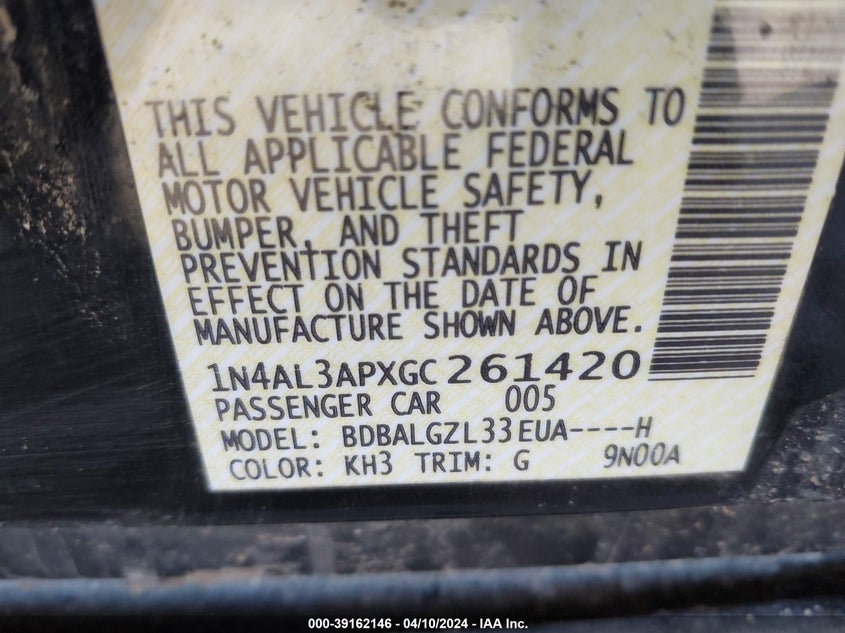 THIS VEHICLE CONFORMS TO
ALL APPLICABLE FEDERAL
MOTOR VEHICLE SAFETY,
BUMPER, AND THEFT
PREVENTION STANDARDS IN
EFFECT ON THE DATE OF
MANUFACTURE SHOWN ABOVE.
1N4AL3APXGC261420
PASSENGER CAR 005
MODEL: BDBALGZL33EUA----H
COLOR: KH3 TRIM: G 9N00A
000-39162146 - 04/10/2024 - IAA Inc.